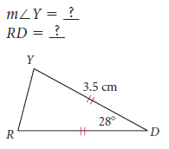 m∠Y = ?
RD = ?
Y
3.5 cm
28°
R
D